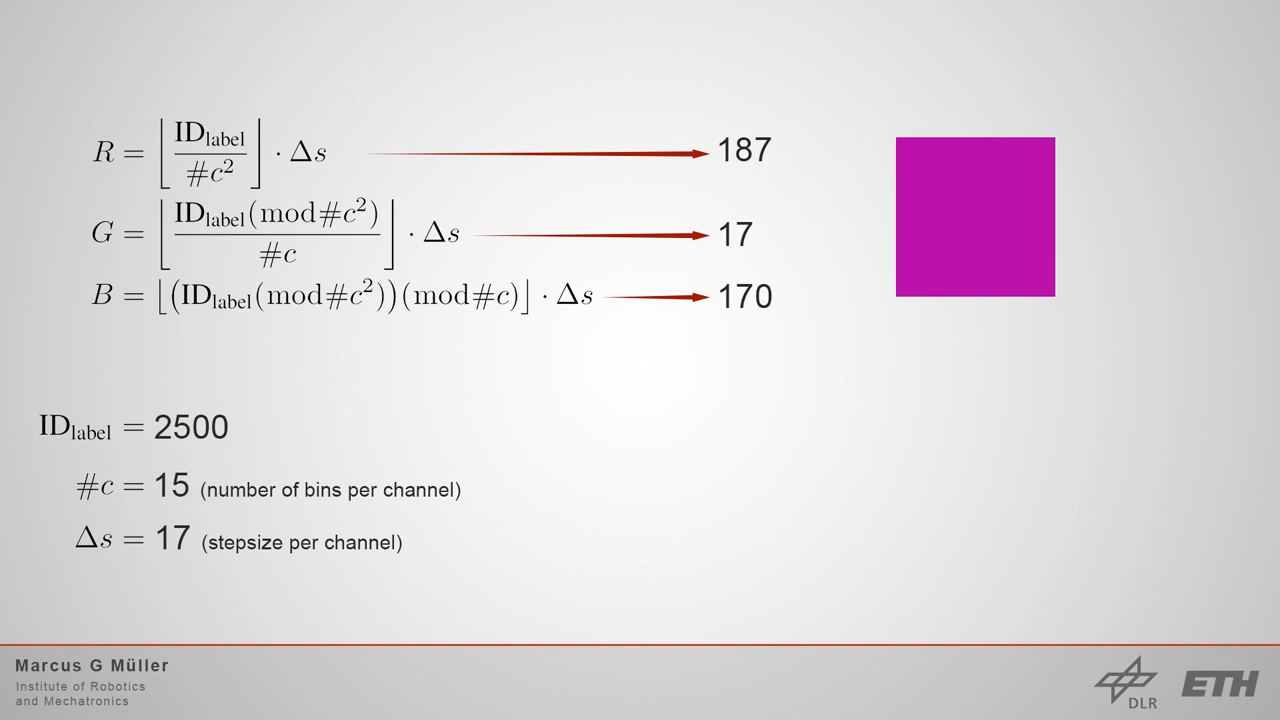 R = ⌊ID_label / #c²⌋ · Δs 187
G = ⌊ID_label(mod#c²) / #c⌋ · Δs 17
B = ⌊(ID_label(mod#c²))(mod#c)⌋ · Δs 170
ID_label = 2500
#c = 15 (number of bins per channel)
Δs = 17 (stepsize per channel)
Marcus G Müller
Institute of Robotics
and Mechatronics
DLR
ETH